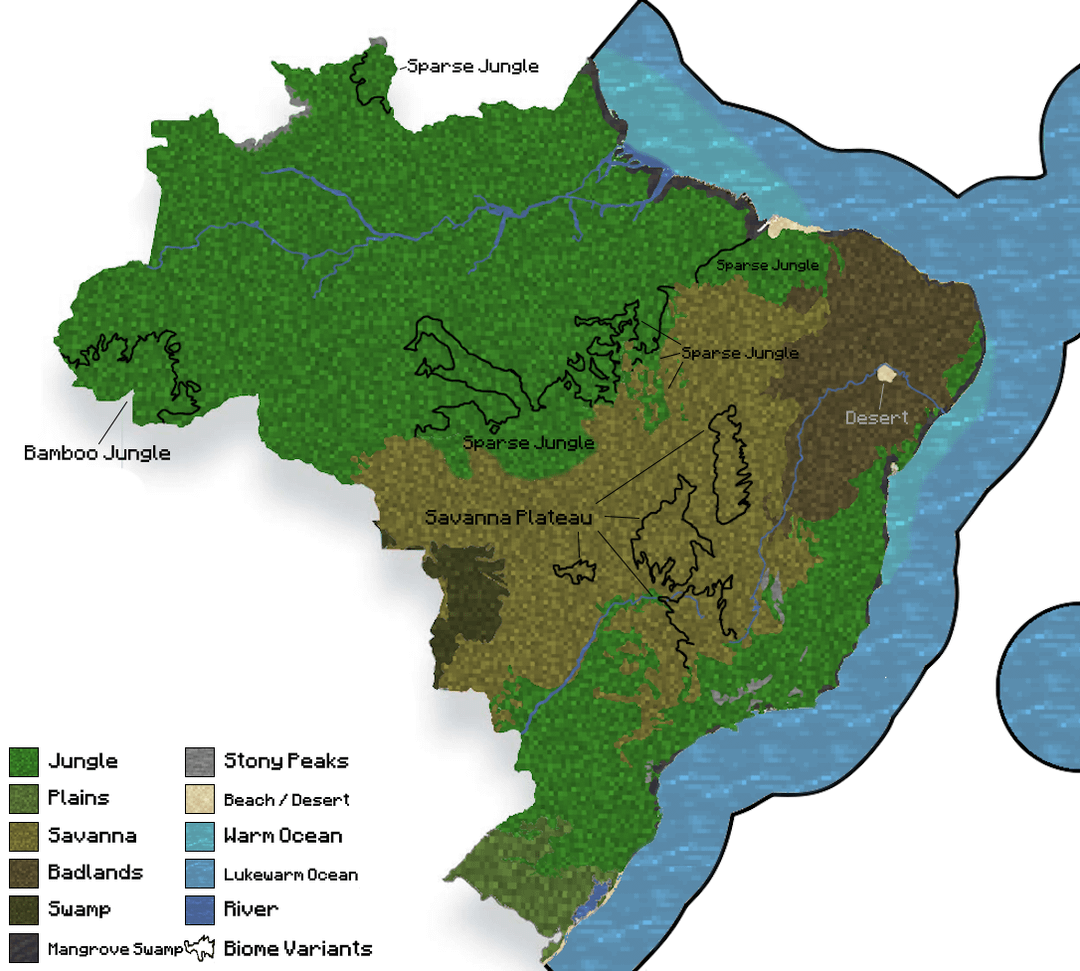 Sparse Jungle
Sparse Jungle
Sparse Jungle
Desert
Sparse Jungle
Bamboo Jungle
Savanna Plateau
Jungle
Plains
Savanna
Badlands
Swamp
Mangrove Swamp
Stony Peaks
Beach / Desert
Warm Ocean
Lukewarm Ocean
River
Biome Variants